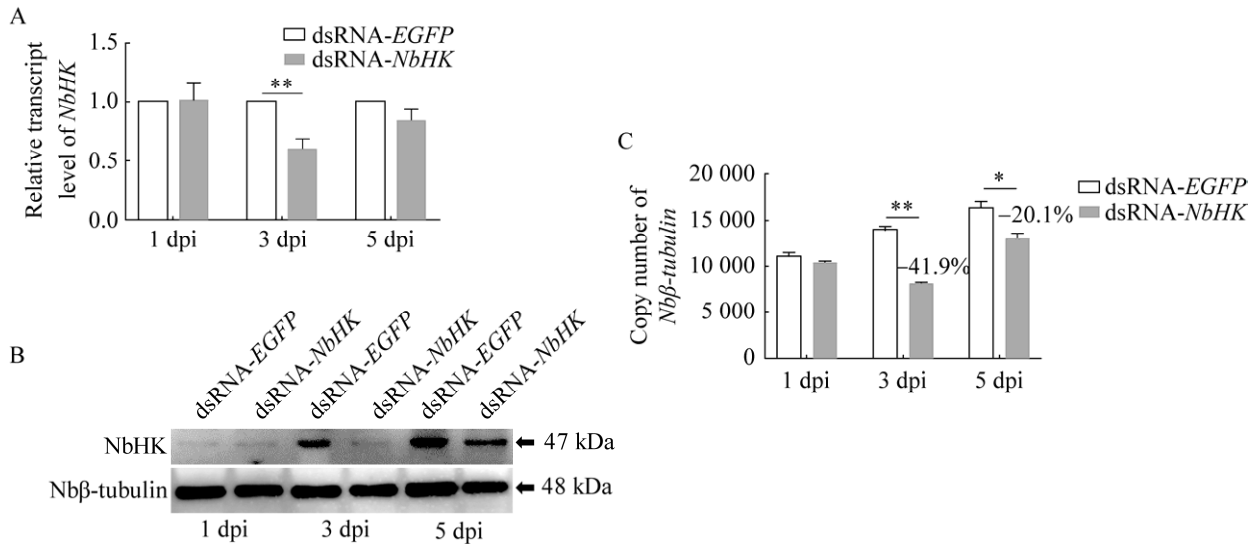 A
dsRNA-EGFP
dsRNA-NbHK
Relative transcript
level of NbHK
1.5
1.0
0.5
0.0
**
1 dpi
3 dpi
5 dpi
B
dsRNA-EGFP
dsRNA-NbHK
dsRNA-EGFP
dsRNA-NbHK
dsRNA-EGFP
dsRNA-NbHK
NbHK
47 kDa
Nbβ-tubulin
48 kDa
1 dpi
3 dpi
5 dpi
C
dsRNA-EGFP
dsRNA-NbHK
Copy number of
Nbβ-tubulin
20 000
15 000
10 000
5 000
0
**
–41.9%
*
–20.1%
1 dpi
3 dpi
5 dpi